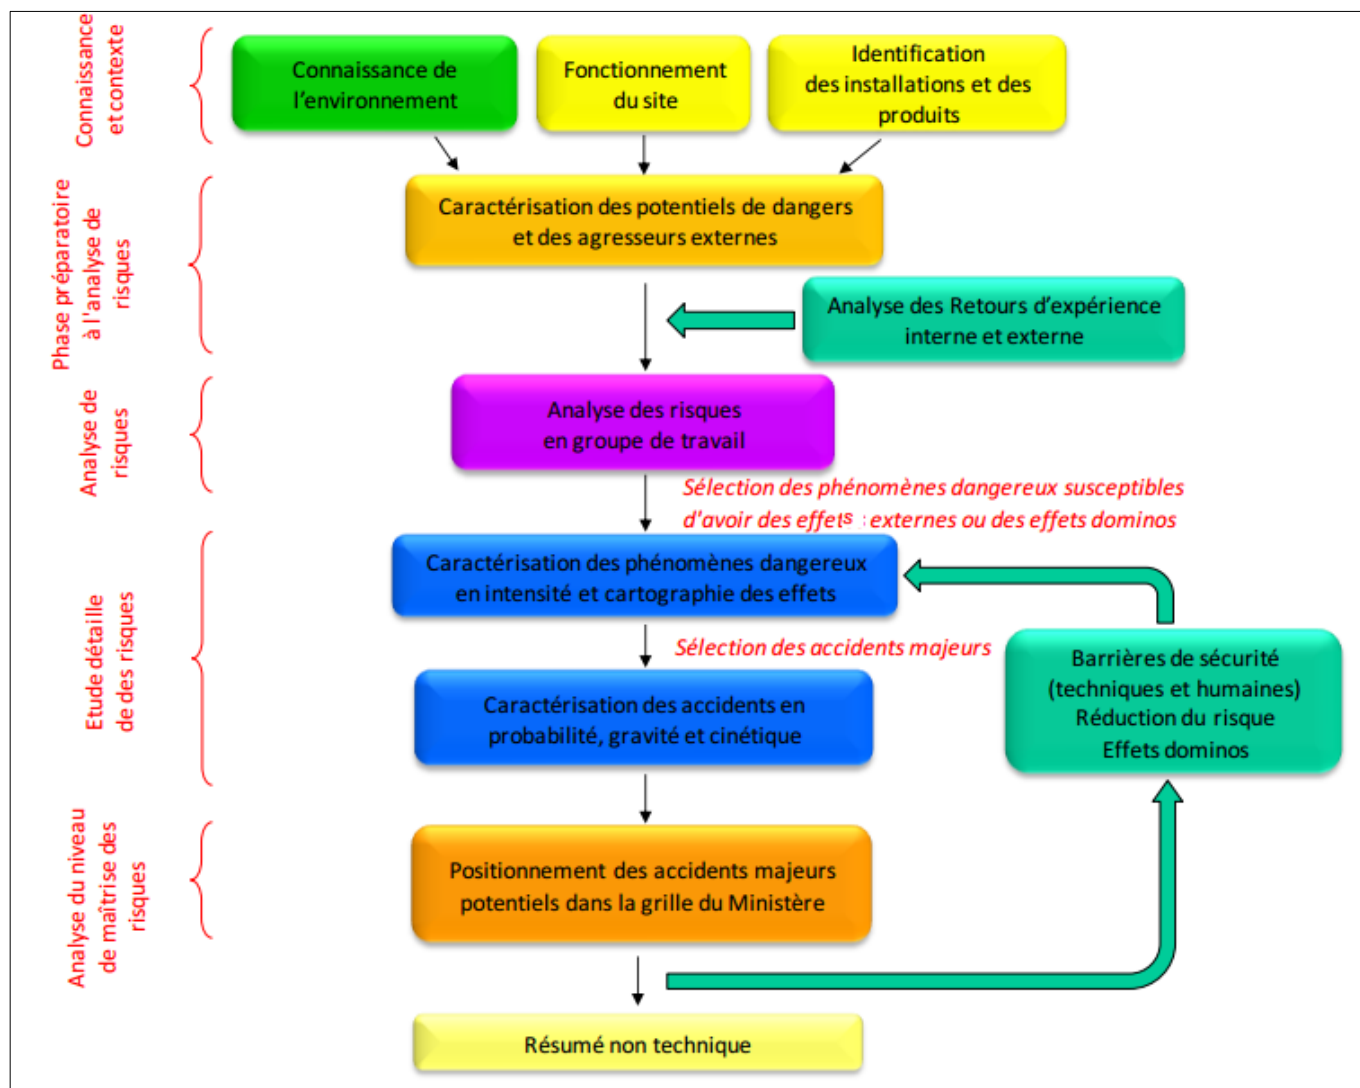 Connaissance
et contexte
Connaissance de
l'environnement
Fonctionnement
du site
Identification
des installations et des
produits
Phase préparatoire
à l'analyse de
risques
Caractérisation des potentiels de dangers
et des agresseurs externes
Analyse des Retours d'expérience
interne et externe
Analyse de
risques
Analyse des risques
en groupe de travail
Sélection des phénomènes dangereux susceptibles
d'avoir des effets externes ou des effets dominos
Etude détaille
de des risques
Caractérisation des phénomènes dangereux
en intensité et cartographie des effets
Sélection des accidents majeurs
Caractérisation des accidents en
probabilité, gravité et cinétique
Barrières de sécurité
(techniques et humaines)
Réduction du risque
Effets dominos
Analyse du niveau
de maîtrise des
risques
Positionnement des accidents majeurs
potentiels dans la grille du Ministère
Résumé non technique